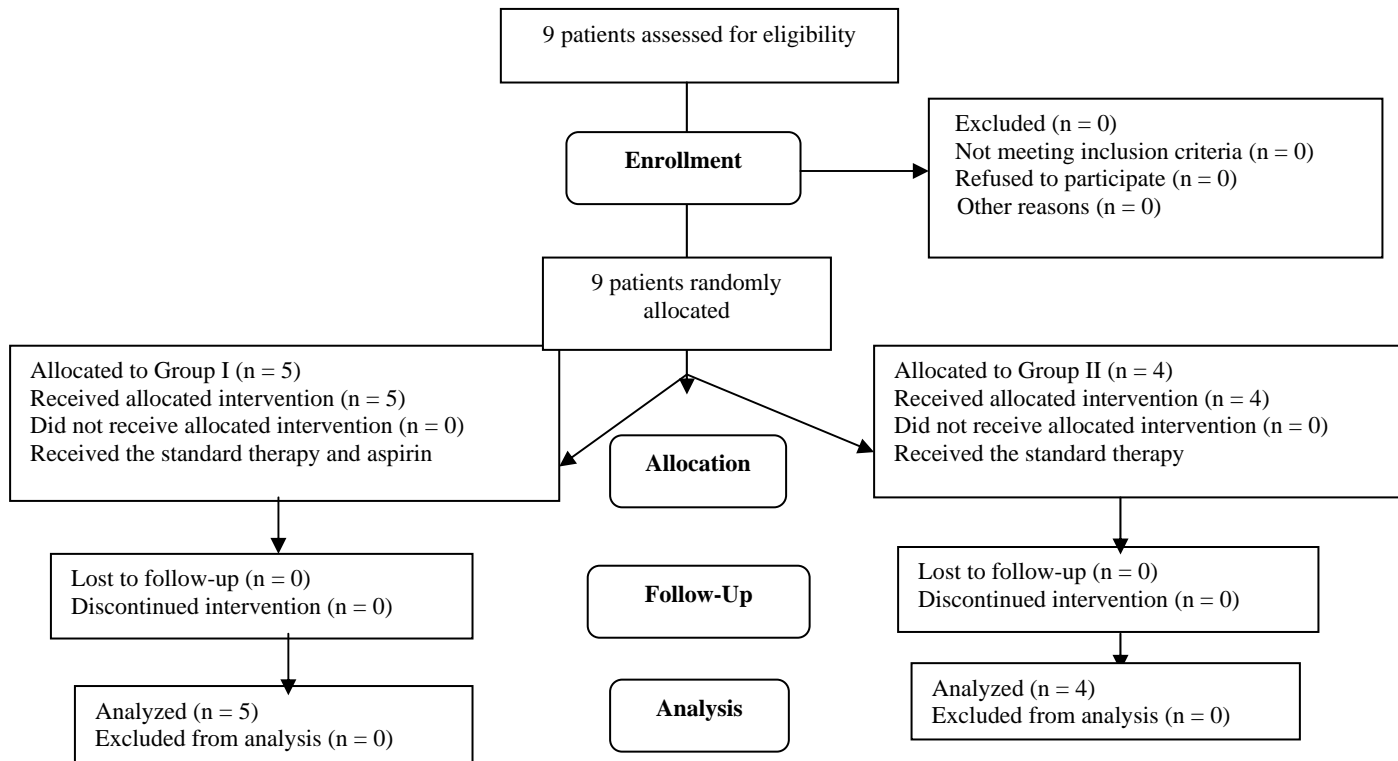 9 patients assessed for eligibility
Enrollment
Excluded (n = 0)
Not meeting inclusion criteria (n = 0)
Refused to participate (n = 0)
Other reasons (n = 0)
9 patients randomly
allocated
Allocated to Group I (n = 5)
Received allocated intervention (n = 5)
Did not receive allocated intervention (n = 0)
Received the standard therapy and aspirin
Allocation
Allocated to Group II (n = 4)
Received allocated intervention (n = 4)
Did not receive allocated intervention (n = 0)
Received the standard therapy
Lost to follow-up (n = 0)
Discontinued intervention (n = 0)
Follow-Up
Lost to follow-up (n = 0)
Discontinued intervention (n = 0)
Analyzed (n = 5)
Excluded from analysis (n = 0)
Analysis
Analyzed (n = 4)
Excluded from analysis (n = 0)